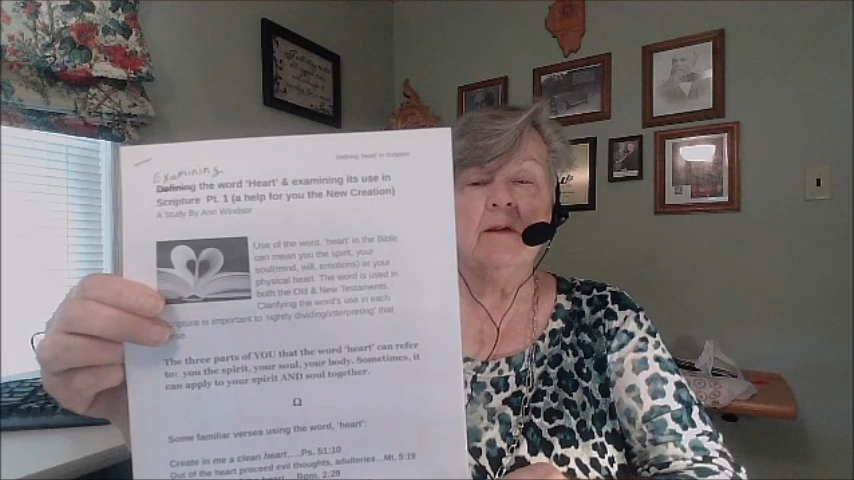 Defining 'Heart' in Scripture
Examining
Defining the word 'Heart' & examining its use in
Scripture Pt. 1 (a help for you the New Creation)
A Study By Ann Windsor
Use of the word, 'heart' in the Bible
can mean you the spirit, your
soul(mind, will, emotions) or your
physical heart. The word is used in
both the Old & New Testaments.
Clarifying the word's use in each
scripture is important to 'rightly dividing/interpreting' that
The three parts of YOU that the word 'heart' can refer
to: you the spirit, your soul, your body. Sometimes, it
can apply to your spirit AND soul together.
Ω
Some familiar verses using the word, 'heart':
Create in me a clean heart.....Ps. 51:10
Out of the heart proceed evil thoughts, adulteries...Mt. 5:19
heart Rom. 2:29